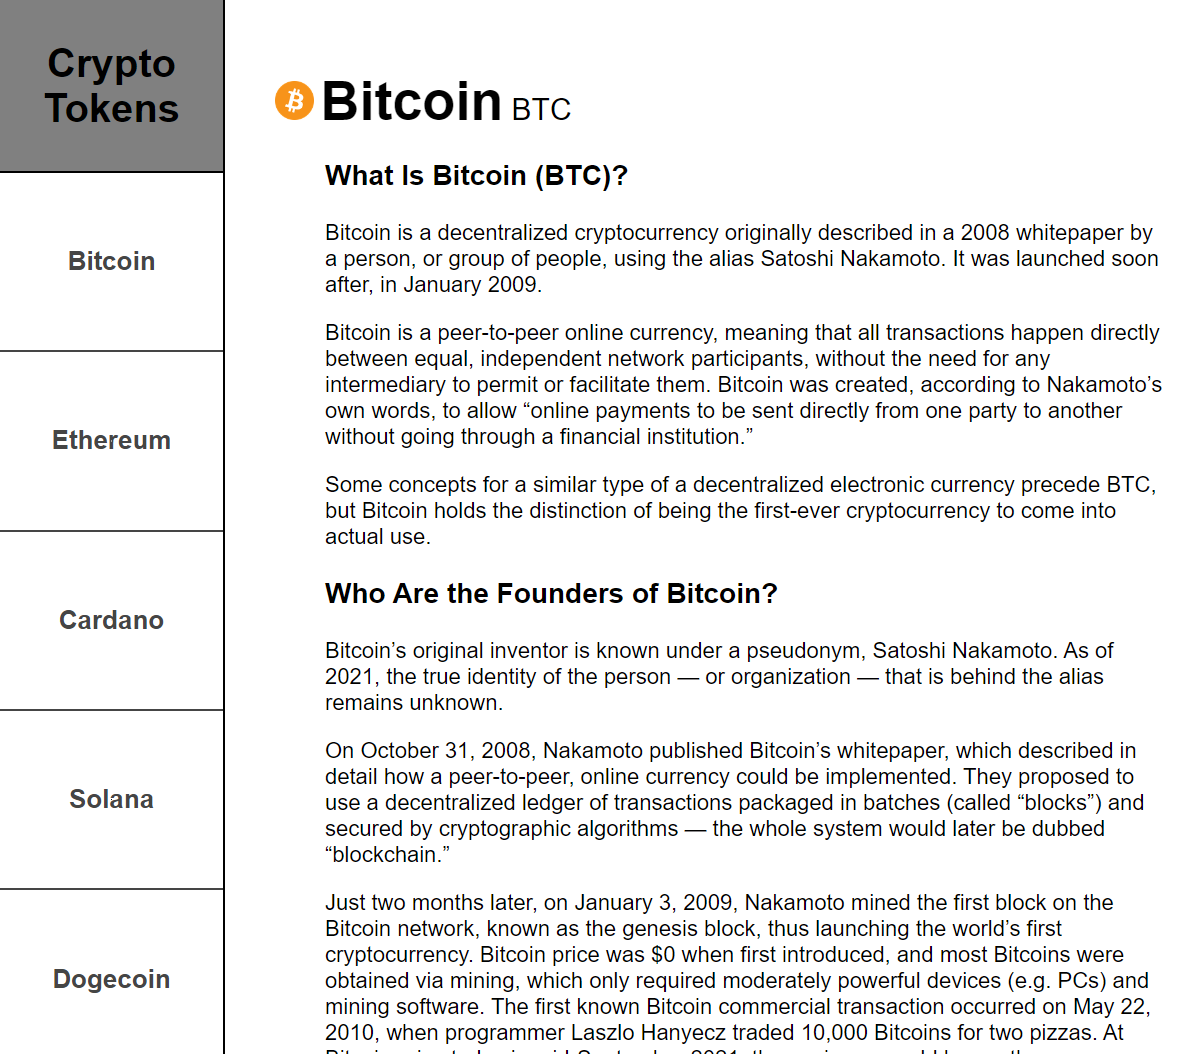 Crypto
Tokens
Bitcoin
Ethereum
Cardano
Solana
Dogecoin
Bitcoin BTC
What Is Bitcoin (BTC)?
Bitcoin is a decentralized cryptocurrency originally described in a 2008 whitepaper by
a person, or group of people, using the alias Satoshi Nakamoto. It was launched soon
after, in January 2009.
Bitcoin is a peer-to-peer online currency, meaning that all transactions happen directly
between equal, independent network participants, without the need for any
intermediary to permit or facilitate them. Bitcoin was created, according to Nakamoto’s
own words, to allow “online payments to be sent directly from one party to another
without going through a financial institution.”
Some concepts for a similar type of a decentralized electronic currency precede BTC,
but Bitcoin holds the distinction of being the first-ever cryptocurrency to come into
actual use.
Who Are the Founders of Bitcoin?
Bitcoin’s original inventor is known under a pseudonym, Satoshi Nakamoto. As of
2021, the true identity of the person — or organization — that is behind the alias
remains unknown.
On October 31, 2008, Nakamoto published Bitcoin’s whitepaper, which described in
detail how a peer-to-peer, online currency could be implemented. They proposed to
use a decentralized ledger of transactions packaged in batches (called “blocks”) and
secured by cryptographic algorithms — the whole system would later be dubbed
“blockchain.”
Just two months later, on January 3, 2009, Nakamoto mined the first block on the
Bitcoin network, known as the genesis block, thus launching the world’s first
cryptocurrency. Bitcoin price was $0 when first introduced, and most Bitcoins were
obtained via mining, which only required moderately powerful devices (e.g. PCs) and
mining software. The first known Bitcoin commercial transaction occurred on May 22,
2010, when programmer Laszlo Hanyecz traded 10,000 Bitcoins for two pizzas. At